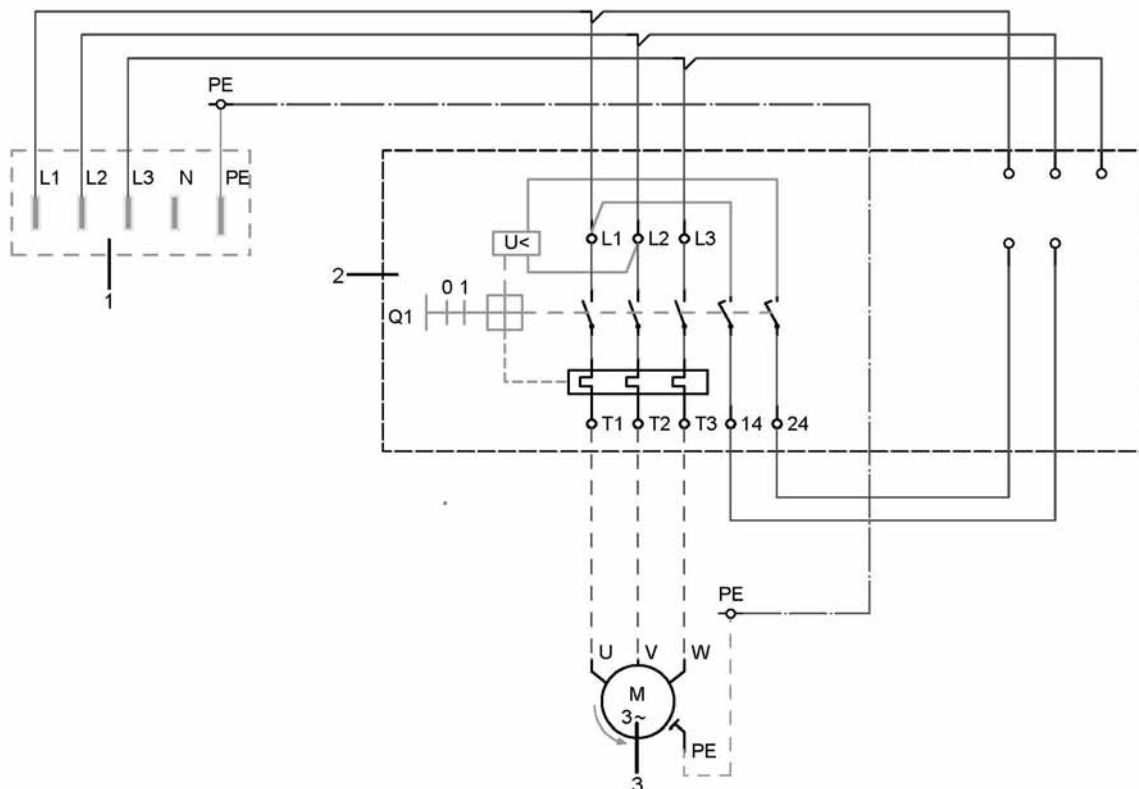 PE
L1 L2 L3 N PE
1
2
U<
L1 L2 L3
0 1
Q1
T1 T2 T3 14 24
PE
U V W
M
3~
PE
3